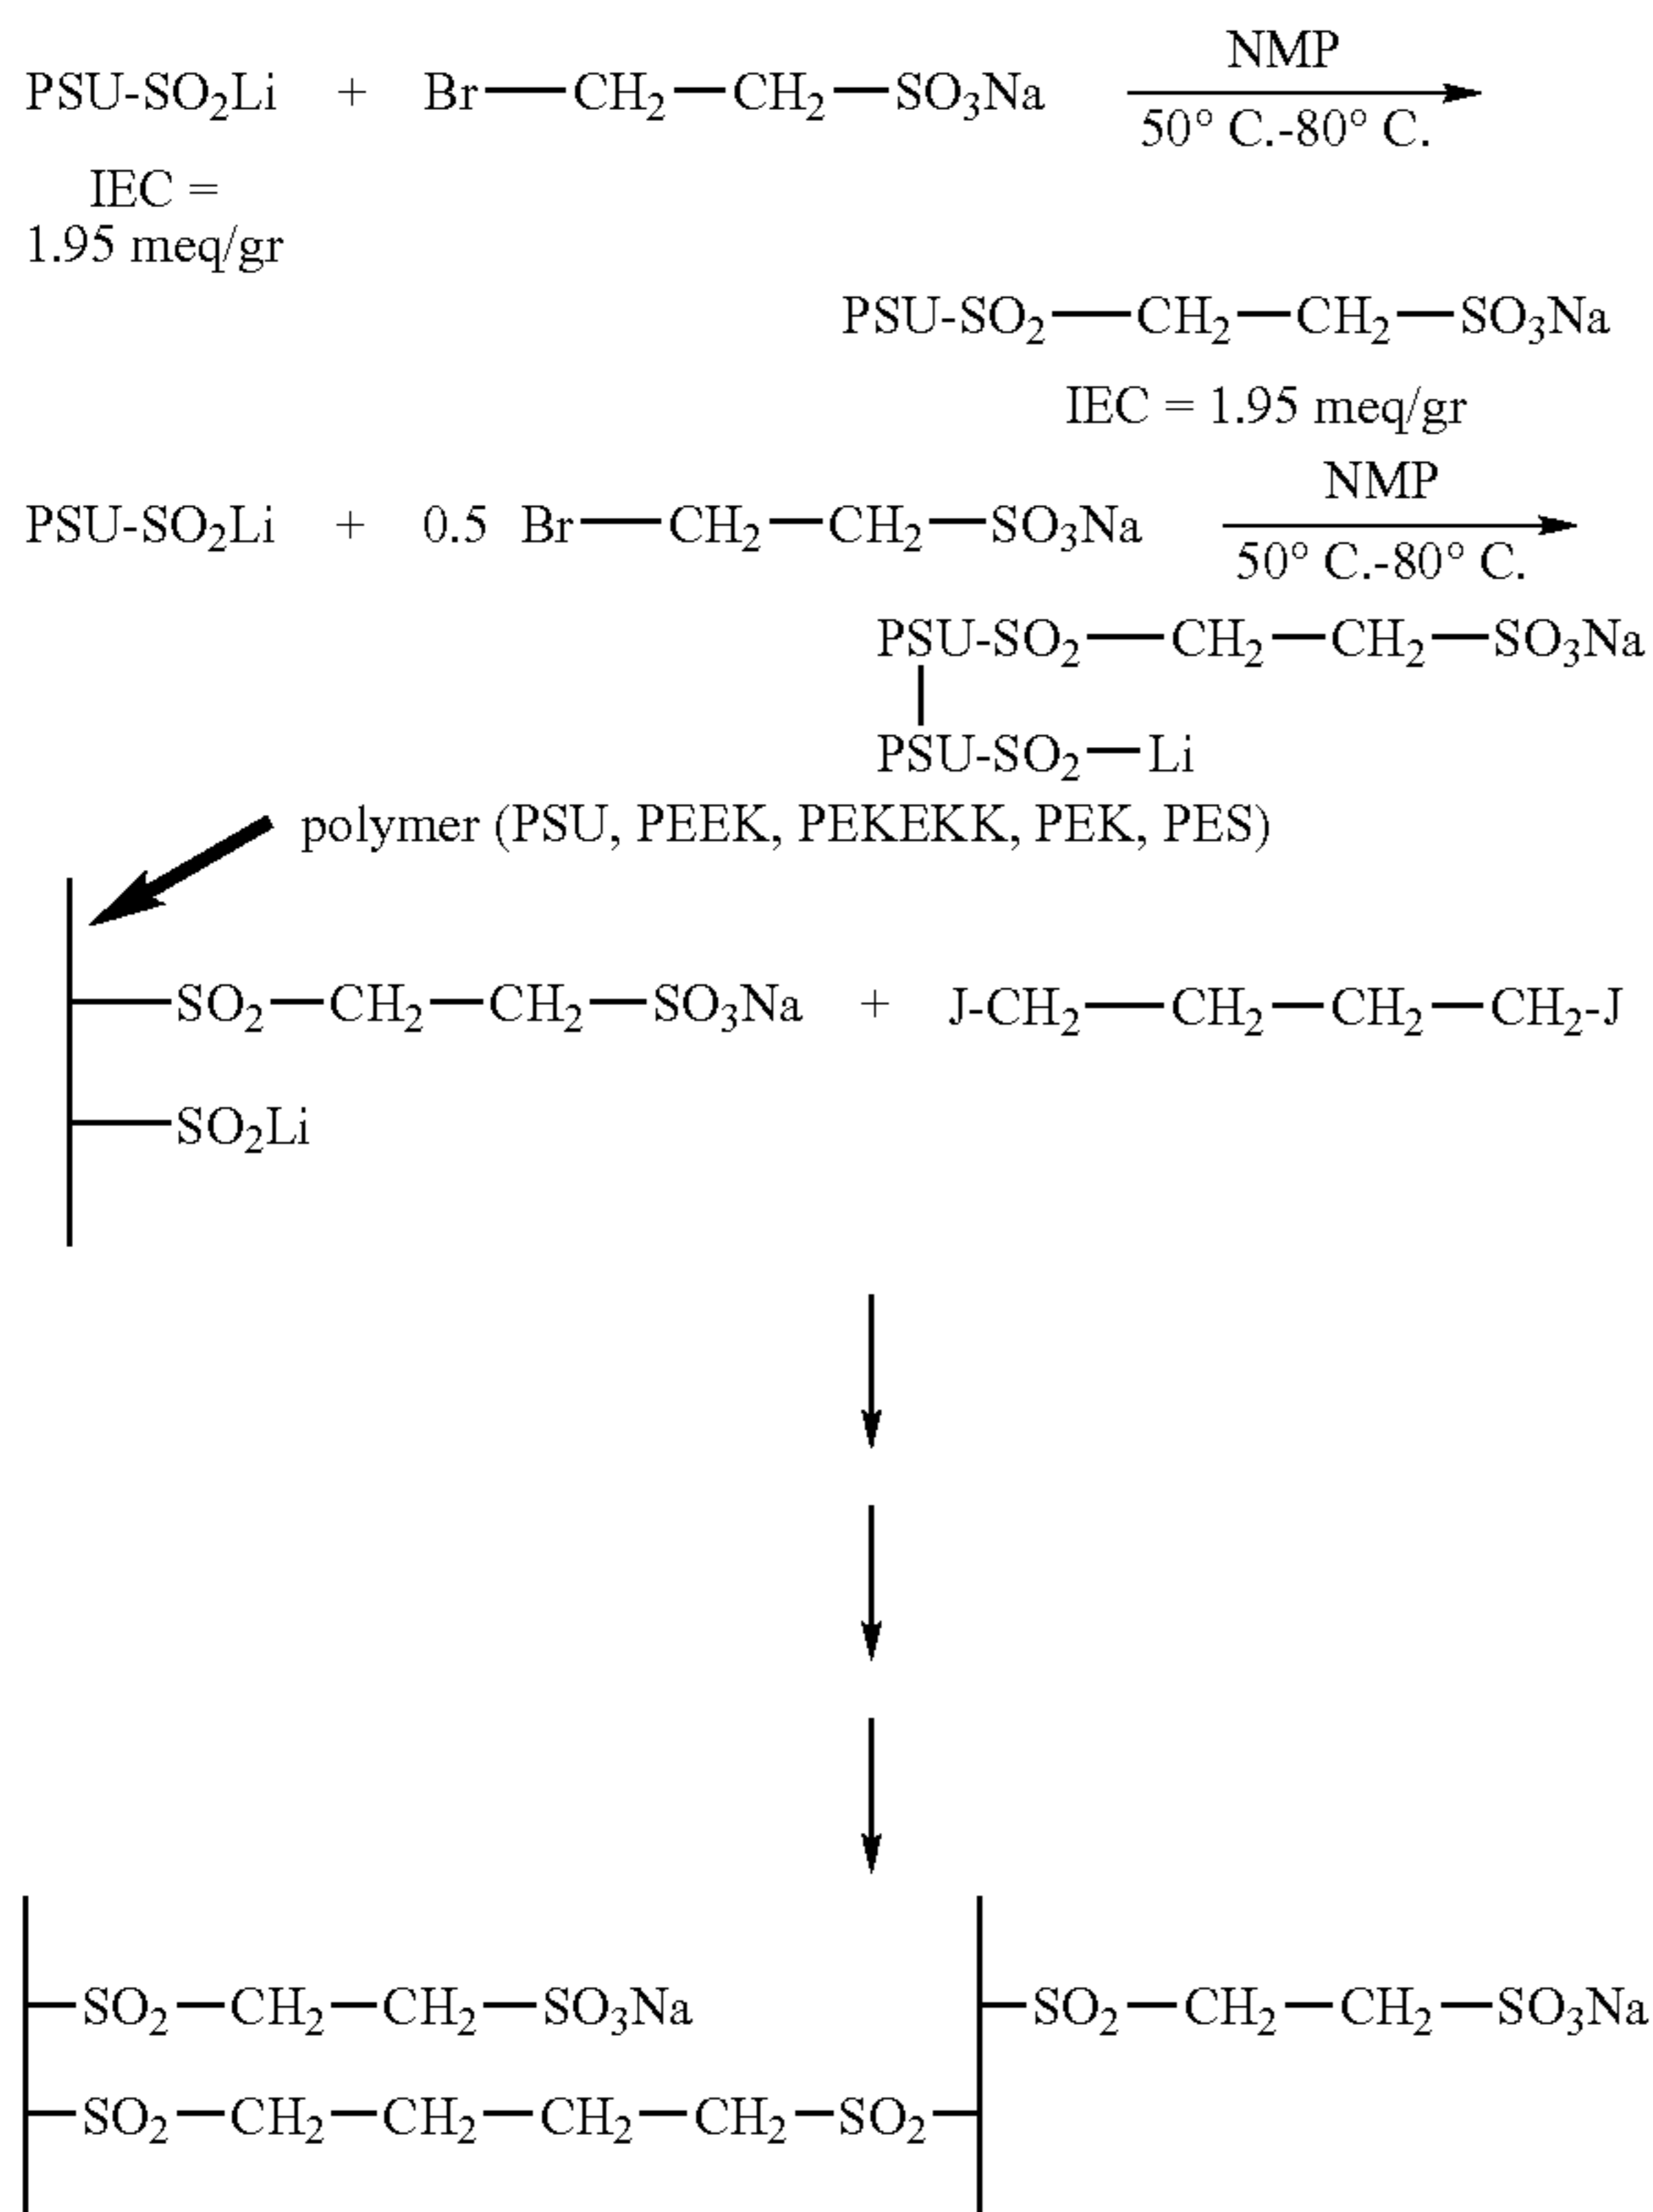 PSU-SO₂Li + Br—CH₂—CH₂—SO₃Na NMP
50° C.-80° C.
IEC =
1.95 meq/gr
PSU-SO₂—CH₂—CH₂—SO₃Na
IEC = 1.95 meq/gr
PSU-SO₂Li + 0.5 Br—CH₂—CH₂—SO₃Na NMP
50° C.-80° C.
PSU-SO₂—CH₂—CH₂—SO₃Na
PSU-SO₂—Li
polymer (PSU, PEEK, PEKEKK, PEK, PES)
SO₂—CH₂—CH₂—SO₃Na + J-CH₂—CH₂—CH₂—CH₂-J
SO₂Li
SO₂—CH₂—CH₂—SO₃Na SO₂—CH₂—CH₂—SO₃Na
SO₂—CH₂—CH₂—CH₂—CH₂—SO₂